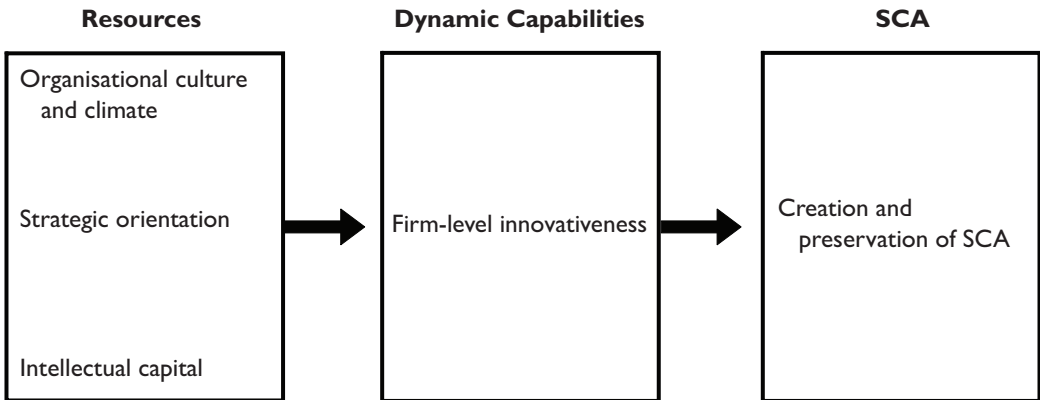 Resources
Dynamic Capabilities
SCA
Organisational culture
and climate
Strategic orientation
Intellectual capital
Firm-level innovativeness
Creation and
preservation of SCA